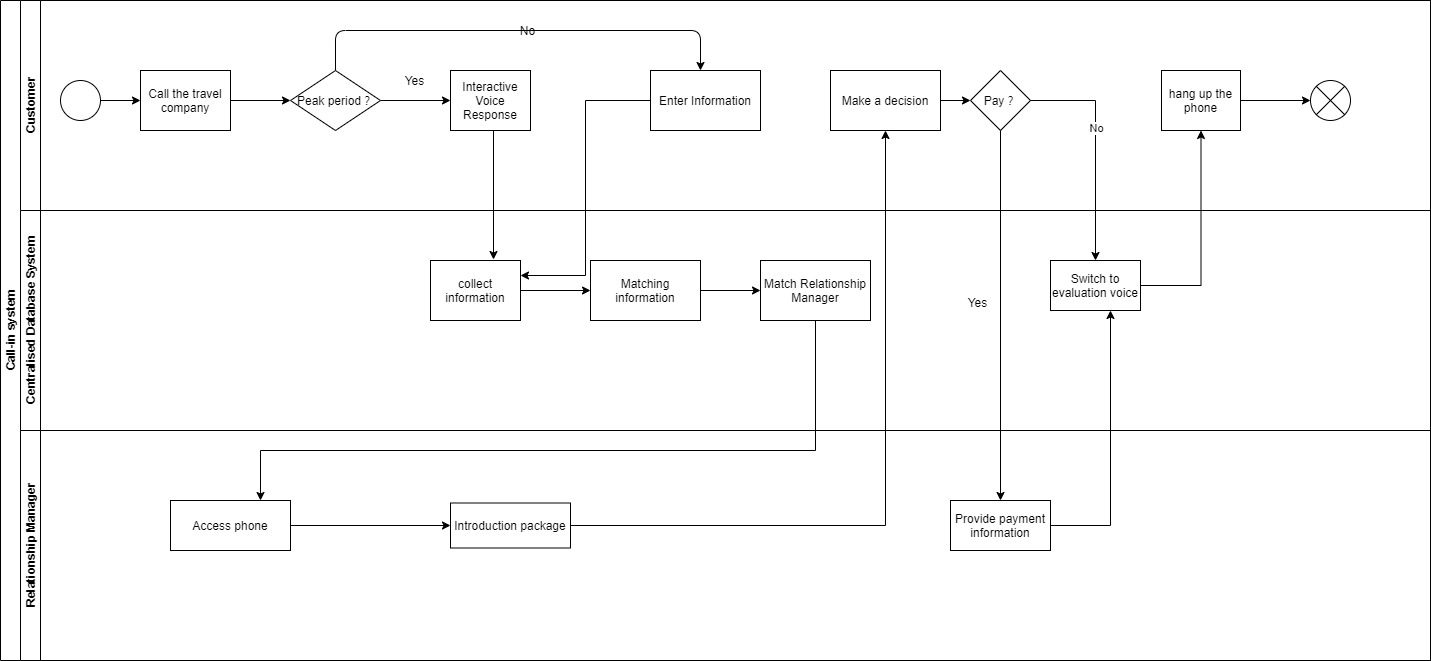 Call-in system
Customer
No
Call the travel
company
Peak period ?
Yes
Interactive
Voice
Response
Enter Information
Make a decision
Pay ?
No
hang up the
phone
Centralised Database System
collect
information
Matching
information
Match Relationship
Manager
Yes
Switch to
evaluation voice
Relationship Manager
Access phone
Introduction package
Provide payment
information